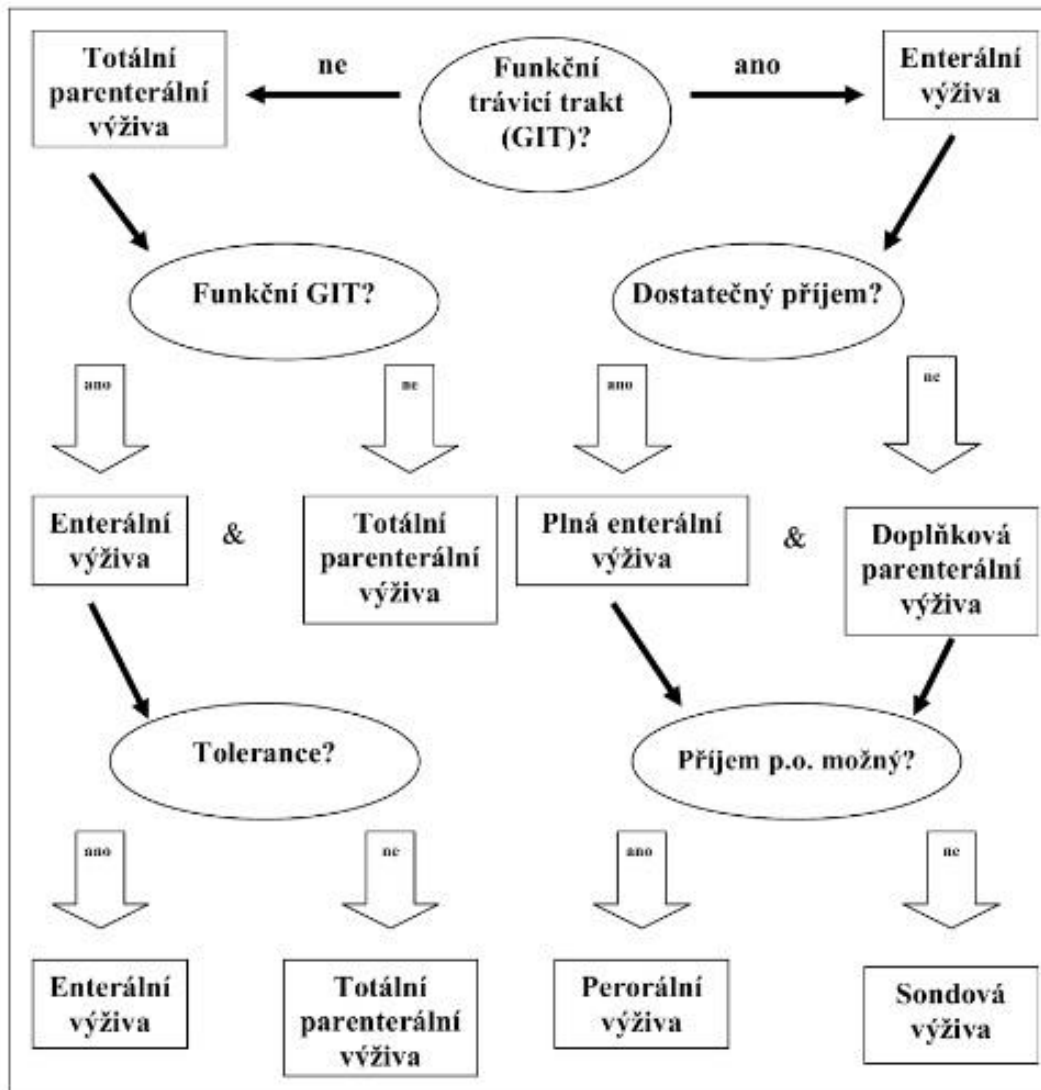 Totální
parenterální
výživa
ne
Funkční
trávicí trakt
(GIT)?
ano
Enterální
výživa
Funkční GIT?
Dostatečný příjem?
ano
ne
ano
ne
Enterální
výživa
&
Totální
parenterální
výživa
Plná enterální
výživa
&
Doplňková
parenterální
výživa
Tolerance?
Příjem p.o. možný?
ano
ne
ano
ne
Enterální
výživa
Totální
parenterální
výživa
Perorální
výživa
Sondová
výživa